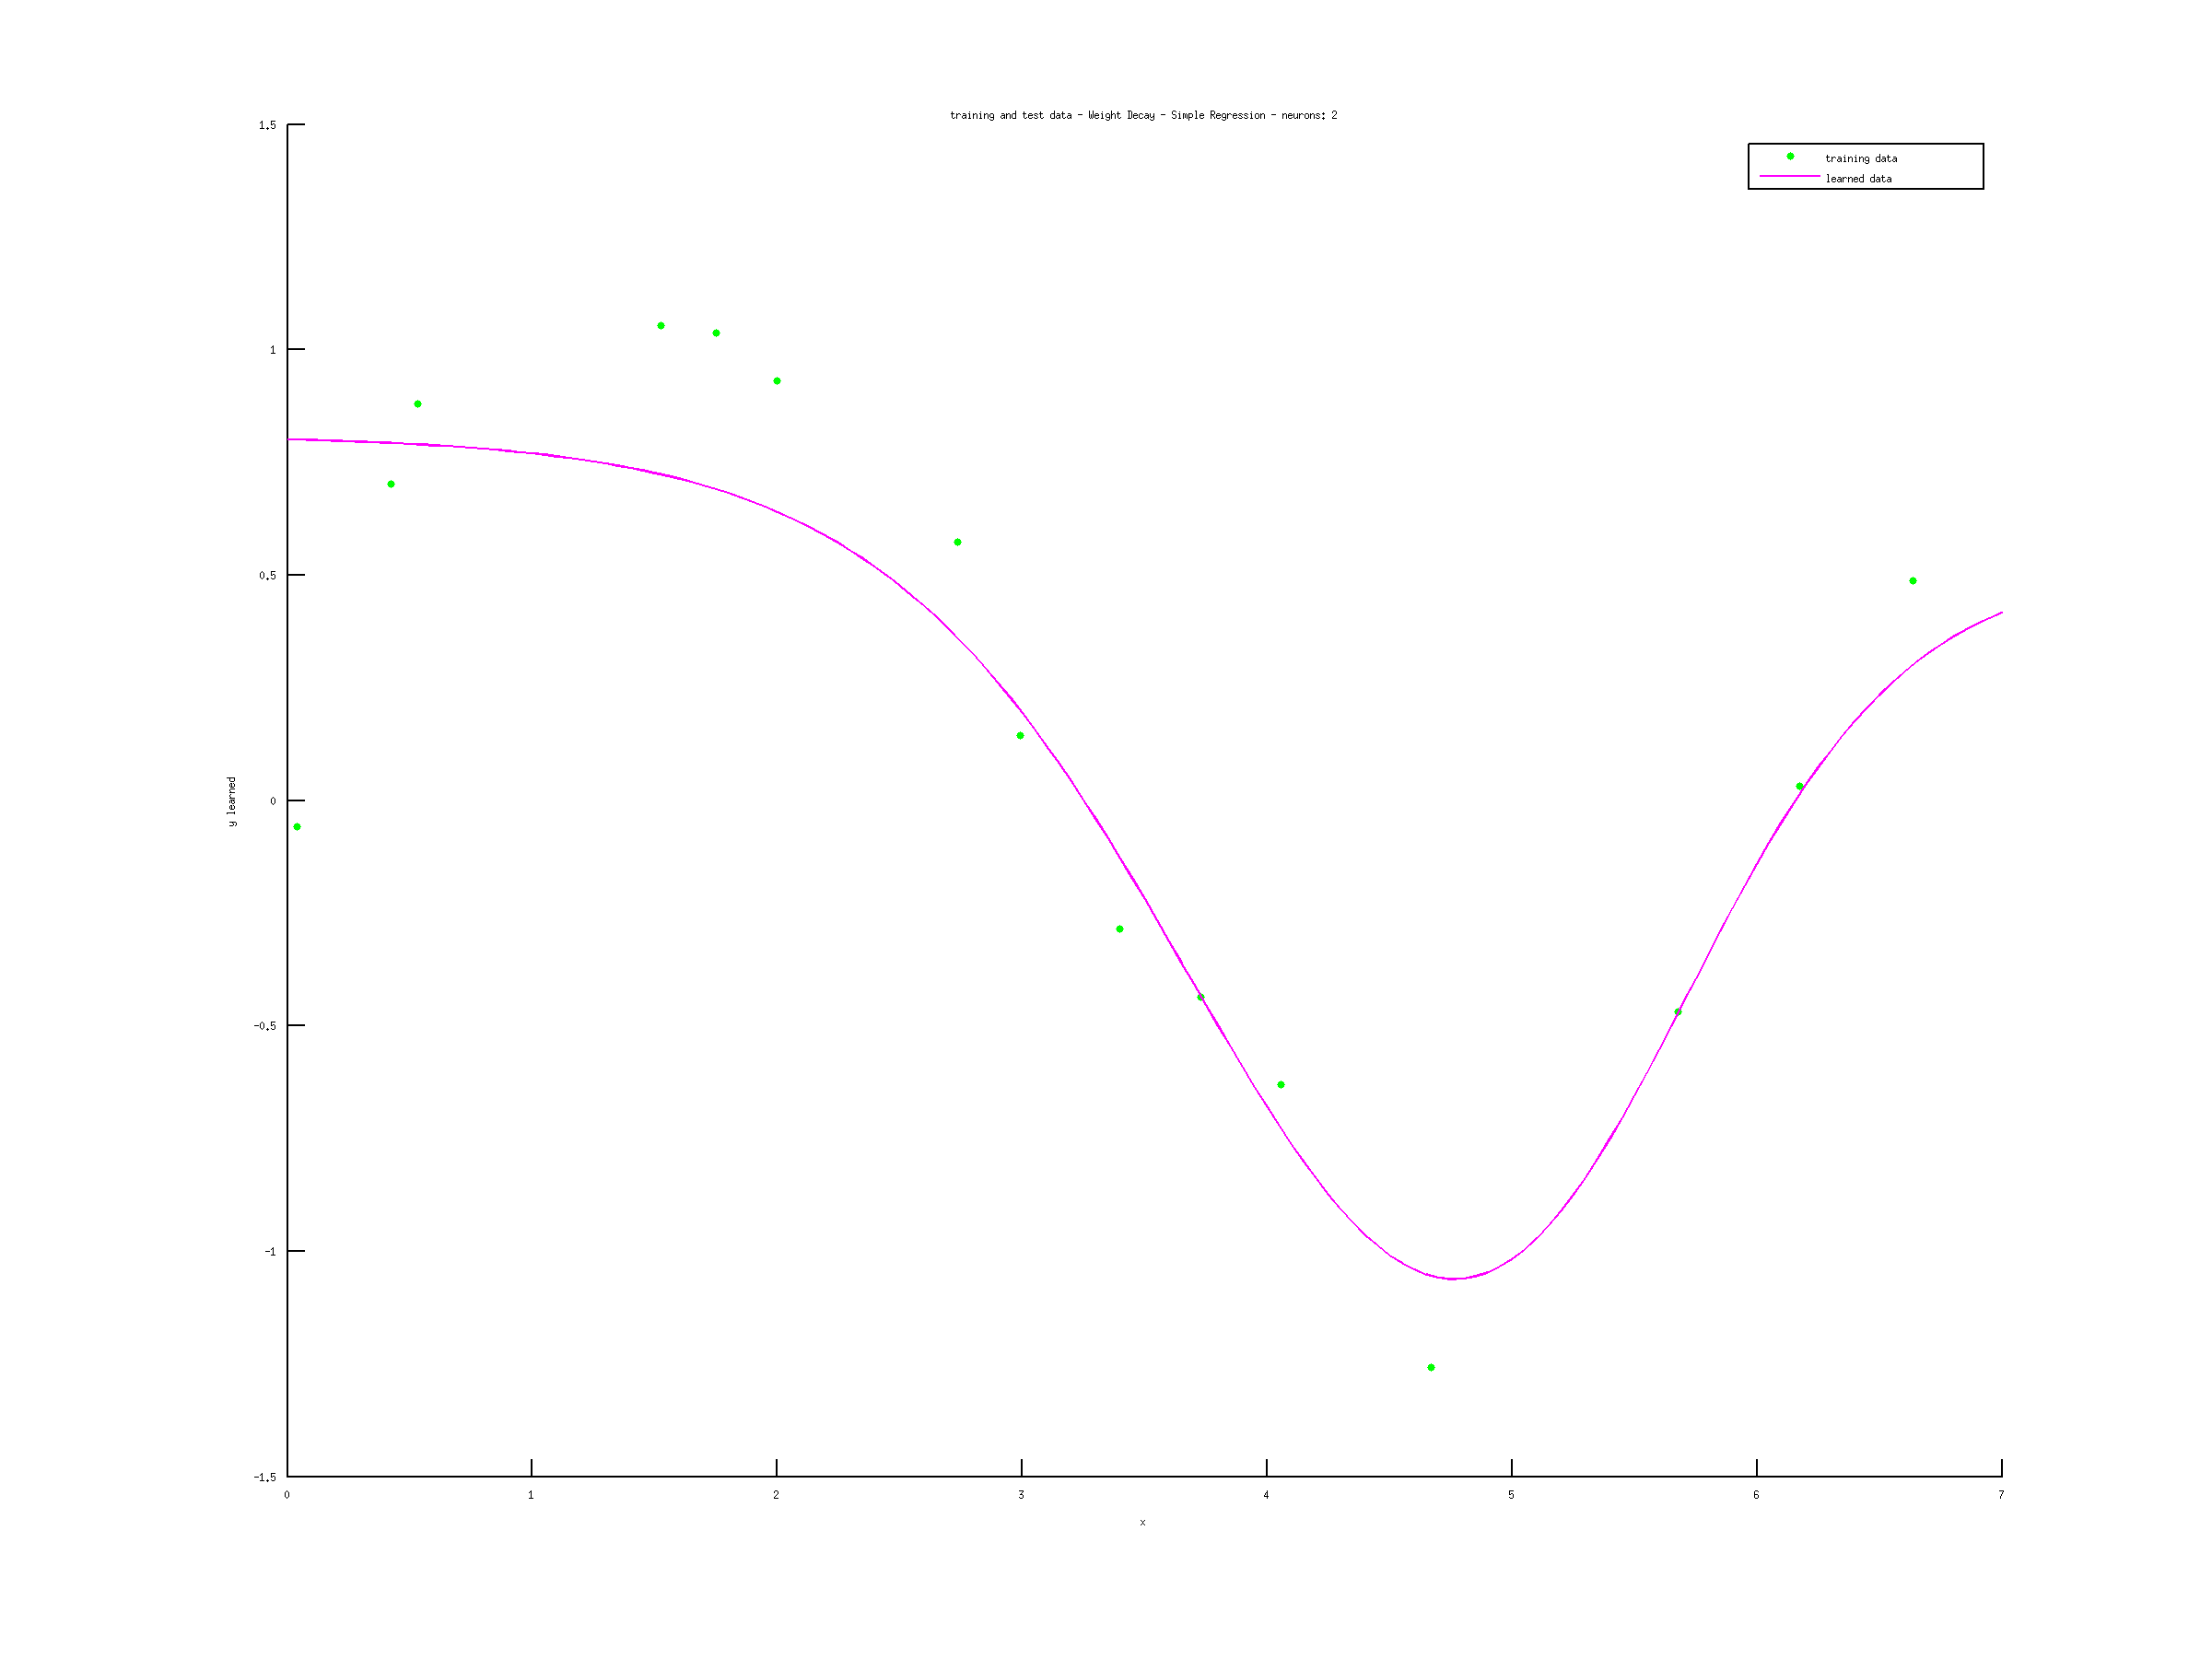 training and test data - Weight Decay - Simple Regression - neurons: 2
training data
learned data
1.5
1
0.5
0
-0.5
-1
-1.5
y learned
0 1 2 3 4 5 6 7
x